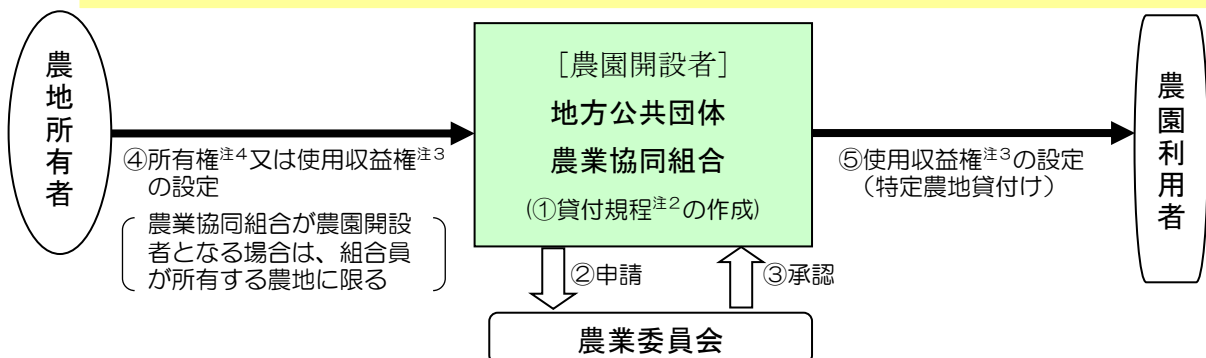 農地所有者
④所有権注4又は使用収益権注3
の設定
農業協同組合が農園開設
者となる場合は、組合員
が所有する農地に限る
［農園開設者］
地方公共団体
農業協同組合
(①貸付規程注2の作成)
②申請
③承認
農業委員会
⑤使用収益権注3の設定
（特定農地貸付け）
農園利用者